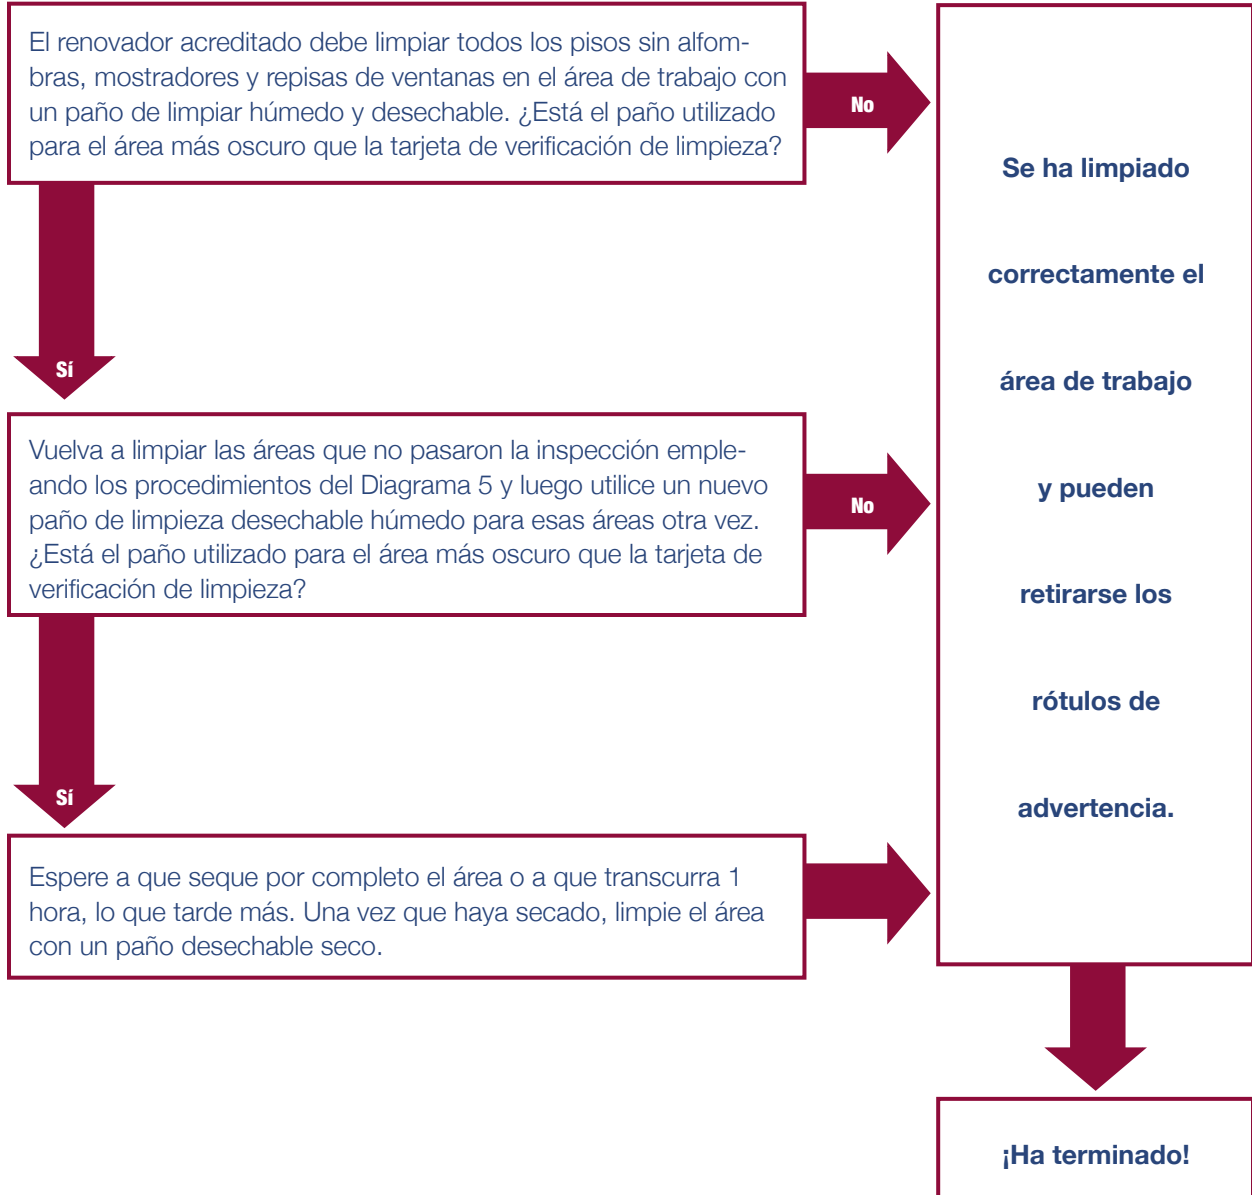 El renovador acreditado debe limpiar todos los pisos sin alfom-
bras, mostradores y repisas de ventanas en el área de trabajo con
un paño de limpiar húmedo y desechable. ¿Está el paño utilizado
para el área más oscuro que la tarjeta de verificación de limpieza?
No
Sí
Vuelva a limpiar las áreas que no pasaron la inspección emple-
ando los procedimientos del Diagrama 5 y luego utilice un nuevo
paño de limpieza desechable húmedo para esas áreas otra vez.
¿Está el paño utilizado para el área más oscuro que la tarjeta de
verificación de limpieza?
No
Sí
Espere a que seque por completo el área o a que transcurra 1
hora, lo que tarde más. Una vez que haya secado, limpie el área
con un paño desechable seco.
Se ha limpiado
correctamente el
área de trabajo
y pueden
retirarse los
rótulos de
advertencia.
¡Ha terminado!